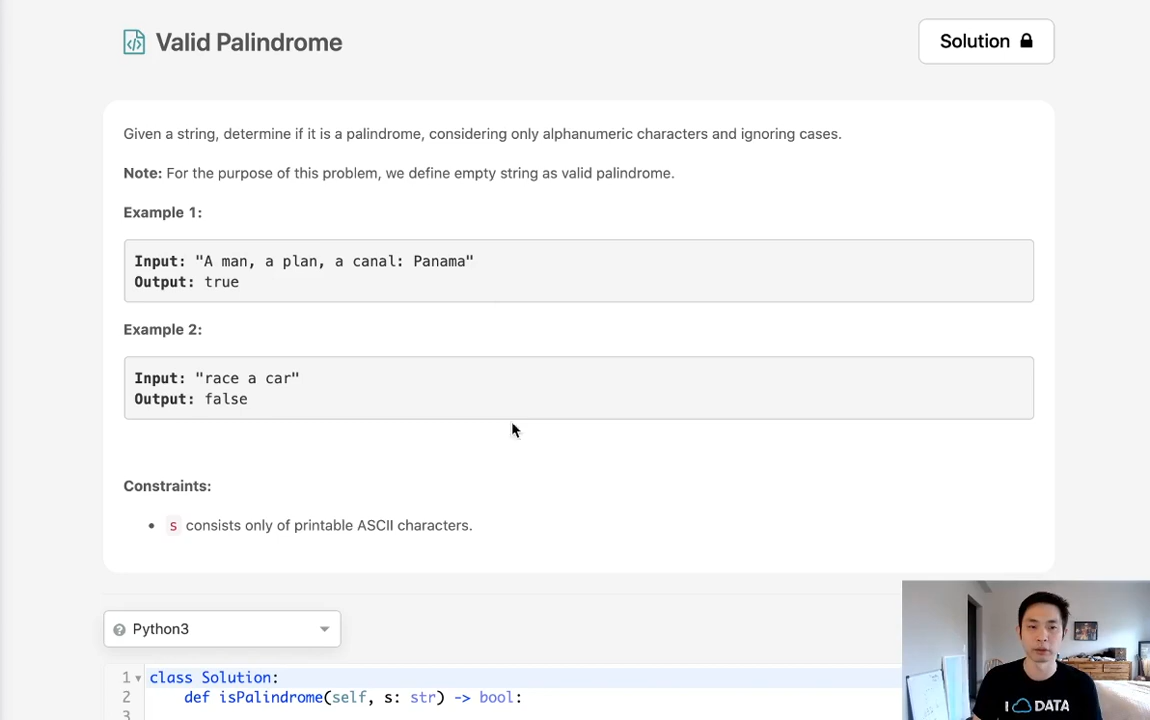 Valid Palindrome
Solution
Given a string, determine if it is a palindrome, considering only alphanumeric characters and ignoring cases.
Note: For the purpose of this problem, we define empty string as valid palindrome.
Example 1:
Input: "A man, a plan, a canal: Panama"
Output: true
Example 2:
Input: "race a car"
Output: false
Constraints:
• s consists only of printable ASCII characters.
? Python3
1 class Solution:
2 def isPalindrome(self, s: str) -> bool:
3
I DATA